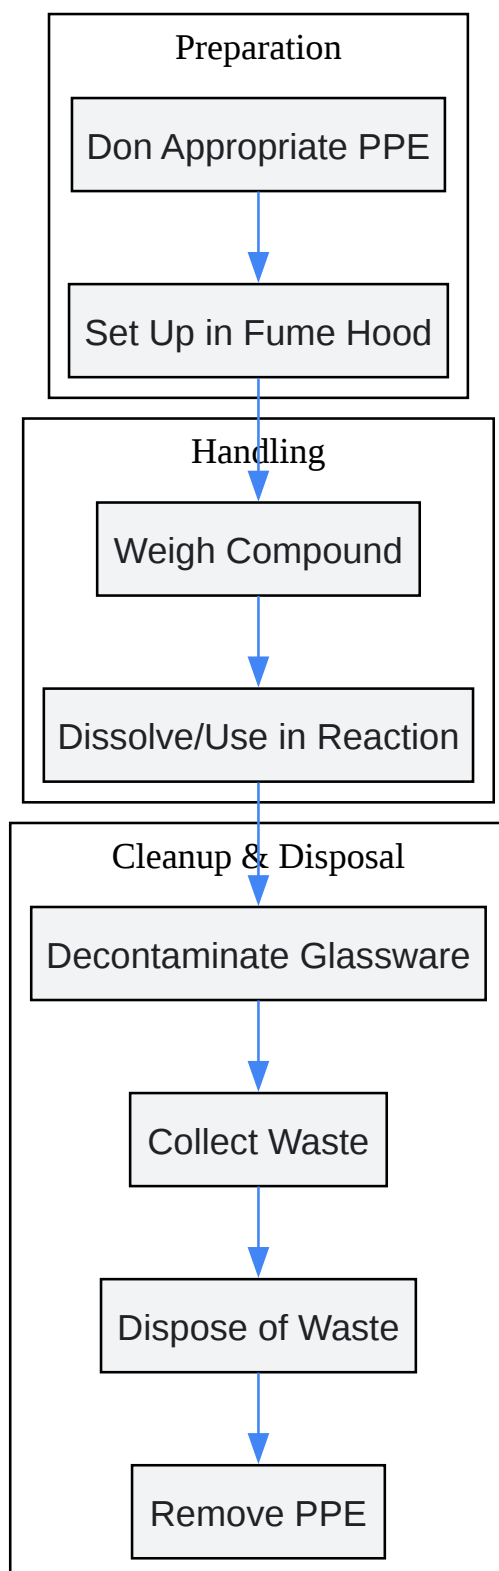 Preparation
Don Appropriate PPE
Set Up in Fume Hood
Handling
Weigh Compound
Dissolve/Use in Reaction
Cleanup & Disposal
Decontaminate Glassware
Collect Waste
Dispose of Waste
Remove PPE